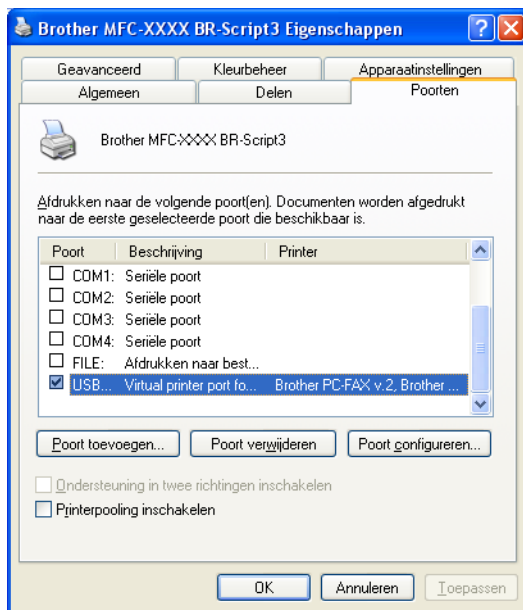 Brother MFC-XXXX BR-Script3 Eigenschappen
Geavanceerd Kleurbeheer Apparaatinstellingen
Algemeen Delen Poorten
Brother MFC-XXXX BR-Script3
Afdrukken naar de volgende poort(en). Documenten worden afgedrukt
naar de eerste geselecteerde poort die beschikbaar is.
Poort Beschrijving Printer
COM1: Seriële poort
COM2: Seriële poort
COM3: Seriële poort
COM4: Seriële poort
FILE: Afdrukken naar best...
USB... Virtual printer port fo... Brother PC-FAX v.2, Brother ...
Poort toevoegen... Poort verwijderen Poort configureren...
Ondersteuning in twee richtingen inschakelen
Printerpooling inschakelen
OK Annuleren Toepassen